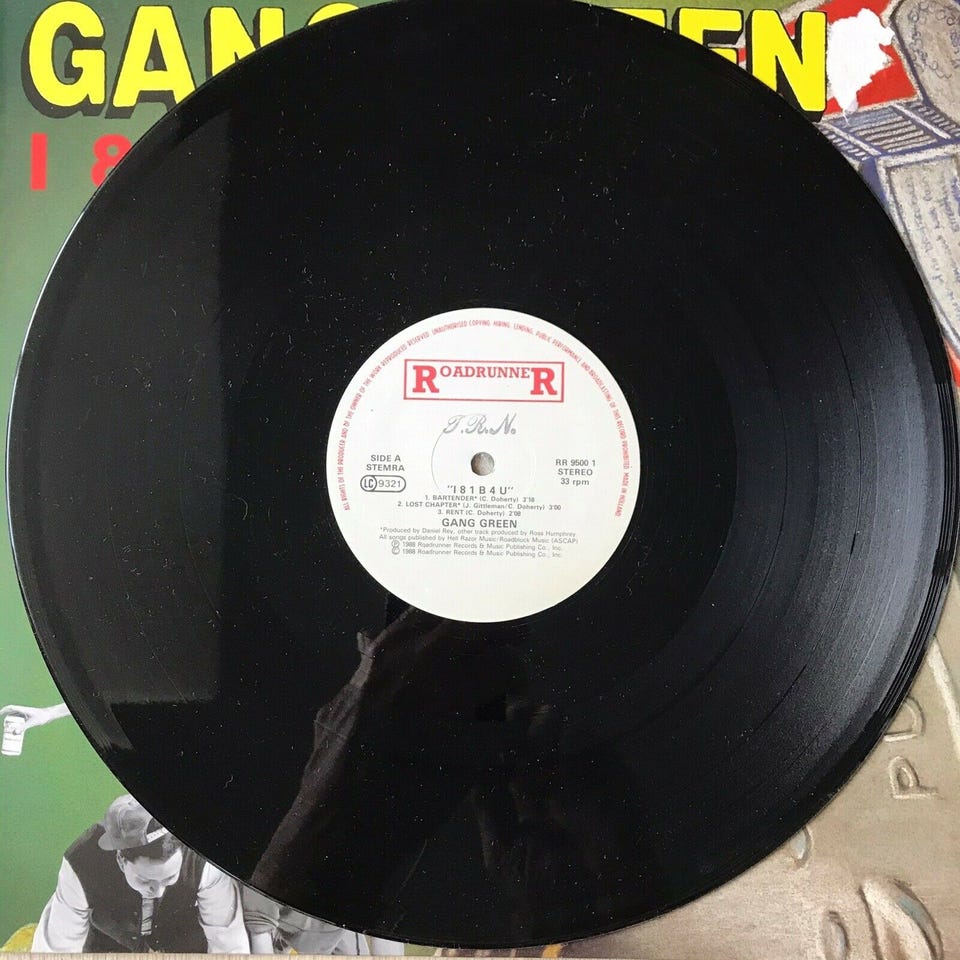 GANG GREEN
I 8
ALL RIGHTS OF THE PRODUCER AND OF THE OWNER OF THE WORK REPRODUCED RESERVED UNAUTHORISED COPYING HIRING, LENDING, PUBLIC PERFORMANCE AND BROADCASTING OF THIS RECORD PROHIBITED MADE IN HOLLAND
ROADRUNNER
T.R.N.
SIDE A
STEMRA
LC 9321
RR 9500 1
STEREO
33 rpm
"I 8 1 B 4 U"
1. BARTENDER* (C. Doherty) 3'18
2. LOST CHAPTER* (J. Gittleman/C. Doherty) 3'00
3. RENT (C. Doherty) 2'08
GANG GREEN
*Produced by Daniel Rey, other track produced by Ross Humphrey
All songs published by Hell Razor Music/Roadblock Music (ASCAP)
Ⓟ 1988 Roadrunner Records & Music Publishing Co., Inc.
© 1988 Roadrunner Records & Music Publishing Co., Inc.